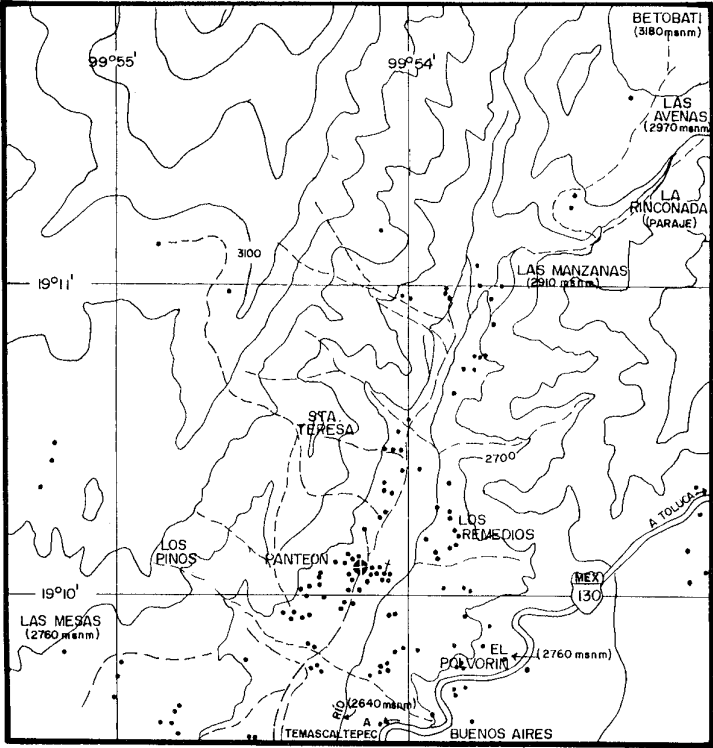 BETOBATI
(3180 msnm)
99°55'
99°54'
LAS
AVENAS
(2970 msnm)
LA
RINCONADA
(PARAJE)
3100
19°11'
LAS MANZANAS
(2910 msnm)
STA.
TERESA
2700
A TOLUCA
LOS
REMEDIOS
LOS
PINOS
PANTEON
MEX
130
19°10'
LAS MESAS
(2760 msnm)
EL
POLVORIN
(2760 msnm)
RÍO
(2640 msnm)
A
TEMASCALTEPEC
BUENOS AIRES